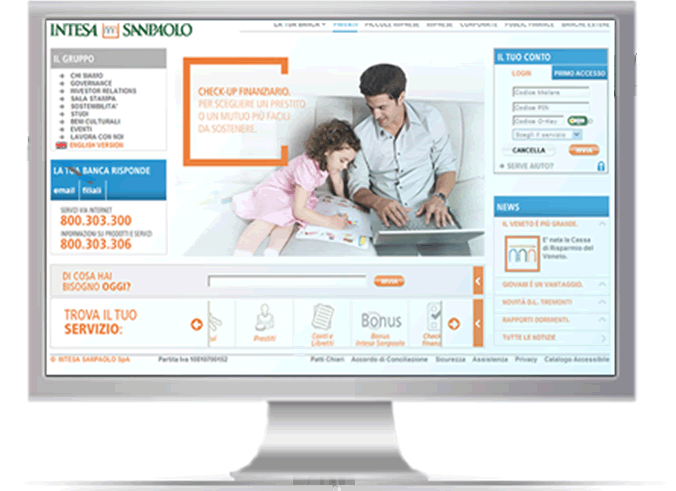 INTESA SANPAOLO
LA TUA BANCA PRIVATI PICCOLE IMPRESE IMPRESE CORPORATE PUBLIC FINANCE BANCHE ESTERE
IL GRUPPO
CHI SIAMO
GOVERNANCE
INVESTOR RELATIONS
SALA STAMPA
SOSTENIBILITA'
STUDI
BENI CULTURALI
EVENTI
LAVORA CON NOI
ENGLISH VERSION
LA TUA BANCA RISPONDE
email filiali
SERVIZI VIA INTERNET
800.303.300
INFORMAZIONI SU PRODOTTI E SERVIZI
800.303.306
CHECK-UP FINANZIARIO.
PER SCEGLIERE UN PRESTITO
O UN MUTUO PIÙ FACILI
DA SOSTENERE.
IL TUO CONTO
LOGIN PRIMO ACCESSO
Codice titolare
Codice PIN
Codice O-Key
Scegli il servizio
CANCELLA INVIA
SERVE AIUTO?
NEWS
IL VENETO È PIÙ GRANDE.
E' nata la Cassa
di Risparmio del
Veneto.
GIOVANI È UN VANTAGGIO.
NOVITÀ D.L. TREMONTI
RAPPORTI DORMIENTI.
TUTTE LE NOTIZIE
DI COSA HAI
BISOGNO OGGI?
INVIA
TROVA IL TUO
SERVIZIO:
Prestiti
Conti e
Libretti
Bonus
Bonus
Intesa Sanpaolo
Check
Finanz
© INTESA SANPAOLO SpA Partita Iva 10810700152 Patti Chiari Accordo di Conciliazione Sicurezza Assistenza Privacy Catalogo Accessibile